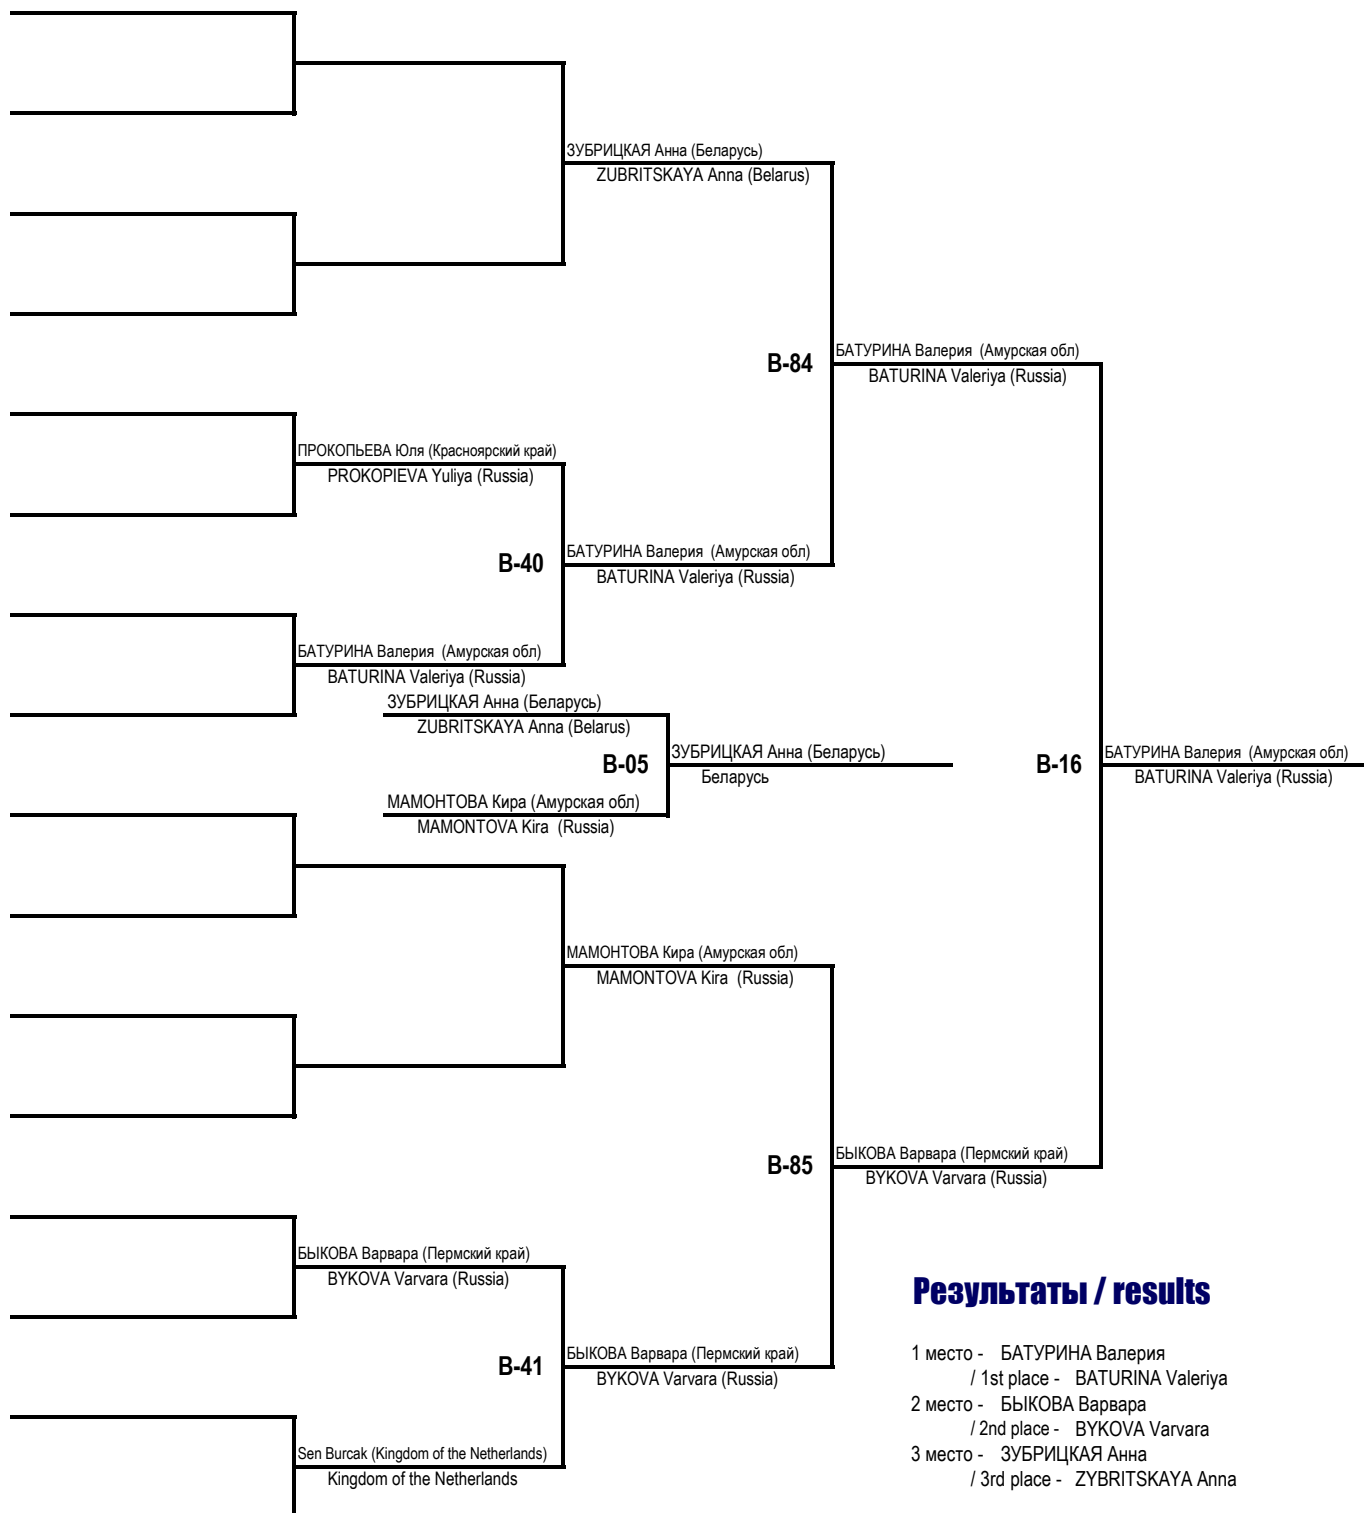 ЗУБРИЦКАЯ Анна (Беларусь)
ZUBRITSKAYA Anna (Belarus)
B-84
БАТУРИНА Валерия (Амурская обл)
BATURINA Valeriya (Russia)
ПРОКОПЬЕВА Юля (Красноярский край)
PROKOPIEVA Yuliya (Russia)
B-40
БАТУРИНА Валерия (Амурская обл)
BATURINA Valeriya (Russia)
БАТУРИНА Валерия (Амурская обл)
BATURINA Valeriya (Russia)
ЗУБРИЦКАЯ Анна (Беларусь)
ZUBRITSKAYA Anna (Belarus)
B-05
ЗУБРИЦКАЯ Анна (Беларусь)
Беларусь
B-16
БАТУРИНА Валерия (Амурская обл)
BATURINA Valeriya (Russia)
МАМОНТОВА Кира (Амурская обл)
MAMONTOVA Kira (Russia)
МАМОНТОВА Кира (Амурская обл)
MAMONTOVA Kira (Russia)
B-85
БЫКОВА Варвара (Пермский край)
BYKOVA Varvara (Russia)
БЫКОВА Варвара (Пермский край)
BYKOVA Varvara (Russia)
B-41
БЫКОВА Варвара (Пермский край)
BYKOVA Varvara (Russia)
Sen Burcak (Kingdom of the Netherlands)
Kingdom of the Netherlands
Результаты / results
1 место - БАТУРИНА Валерия
/ 1st place - BATURINA Valeriya
2 место - БЫКОВА Варвара
/ 2nd place - BYKOVA Varvara
3 место - ЗУБРИЦКАЯ Анна
/ 3rd place - ZYBRITSKAYA Anna